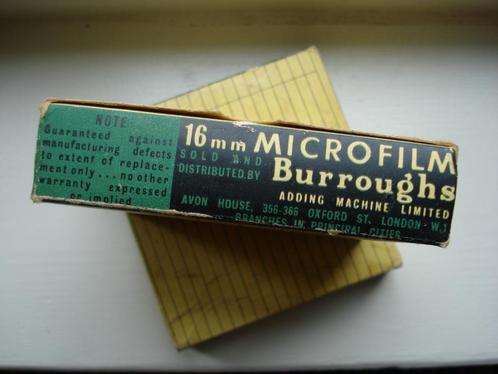 NOTE
Guaranteed against
manufacturing defects
to extent of replace-
ment only...no other
warranty expressed
or implied
16mm MICROFILM
SOLD AND
DISTRIBUTED BY
Burroughs
ADDING MACHINE LIMITED
AVON HOUSE, 356-366 OXFORD ST. LONDON-W.1
BRANCHES IN PRINCIPAL CITIES